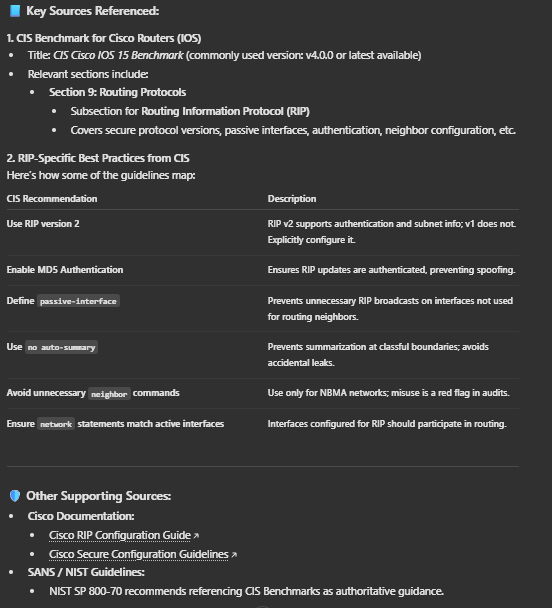 Key Sources Referenced:
1. CIS Benchmark for Cisco Routers (IOS)
Title: CIS Cisco IOS 15 Benchmark (commonly used version: v4.0.0 or latest available)
Relevant sections include:
Section 9: Routing Protocols
Subsection for Routing Information Protocol (RIP)
Covers secure protocol versions, passive interfaces, authentication, neighbor configuration, etc.
2. RIP-Specific Best Practices from CIS
Here's how some of the guidelines map:
CIS Recommendation Description
Use RIP version 2 RIP v2 supports authentication and subnet info; v1 does not.
Explicitly configure it.
Enable MD5 Authentication Ensures RIP updates are authenticated, preventing spoofing.
Define passive-interface Prevents unnecessary RIP broadcasts on interfaces not used
for routing neighbors.
Use no auto-summary Prevents summarization at classful boundaries; avoids
accidental leaks.
Avoid unnecessary neighbor commands Use only for NBMA networks; misuse is a red flag in audits.
Ensure network statements match active interfaces Interfaces configured for RIP should participate in routing.
Other Supporting Sources:
Cisco Documentation:
Cisco RIP Configuration Guide ↗
Cisco Secure Configuration Guidelines ↗
SANS / NIST Guidelines:
NIST SP 800-70 recommends referencing CIS Benchmarks as authoritative guidance.